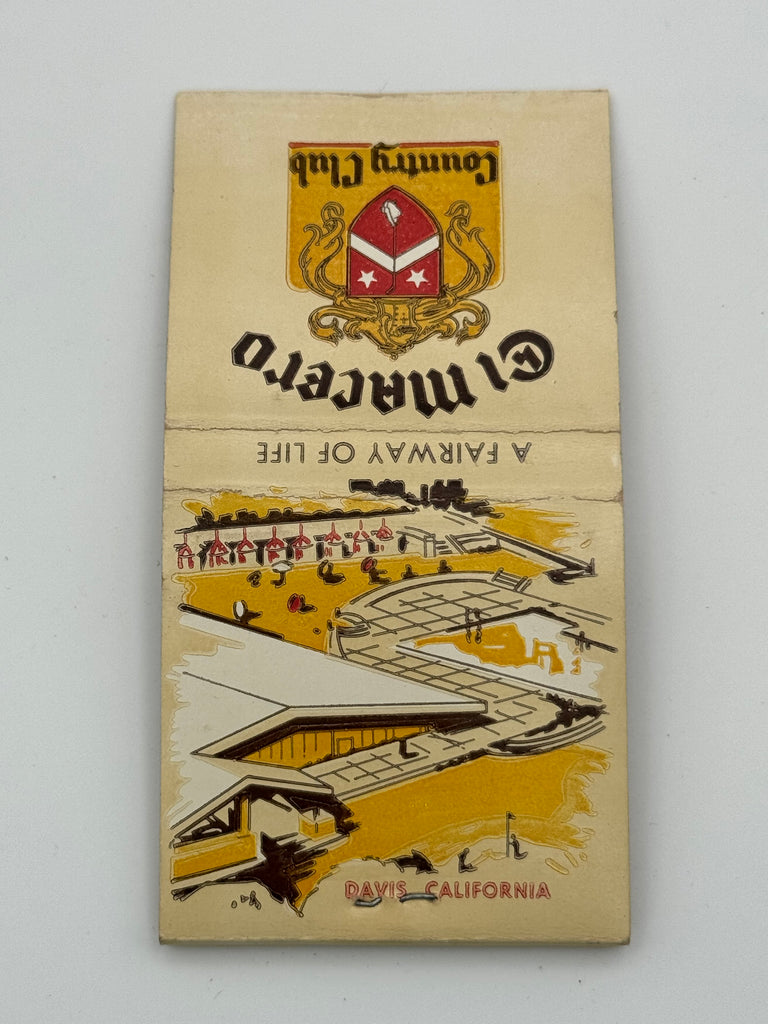 El Macero
Country Club
A FAIRWAY OF LIFE
DAVIS, CALIFORNIA